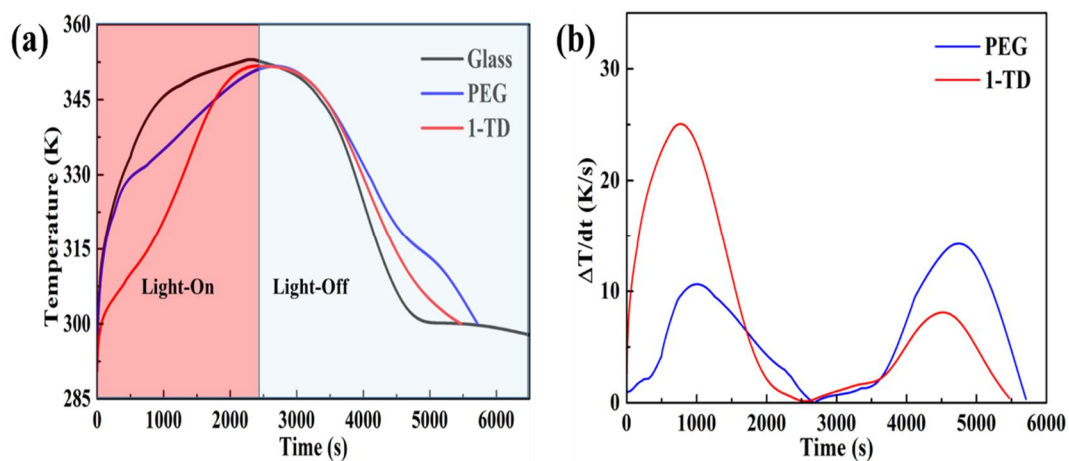 (a)
Temperature (K)
360
345
330
315
300
285
Glass
PEG
1-TD
Light-On
Light-Off
0
1000
2000
3000
4000
5000
6000
Time (s)
(b)
ΔT/dt (K/s)
30
20
10
0
PEG
1-TD
0
1000
2000
3000
4000
5000
6000
Time (s)